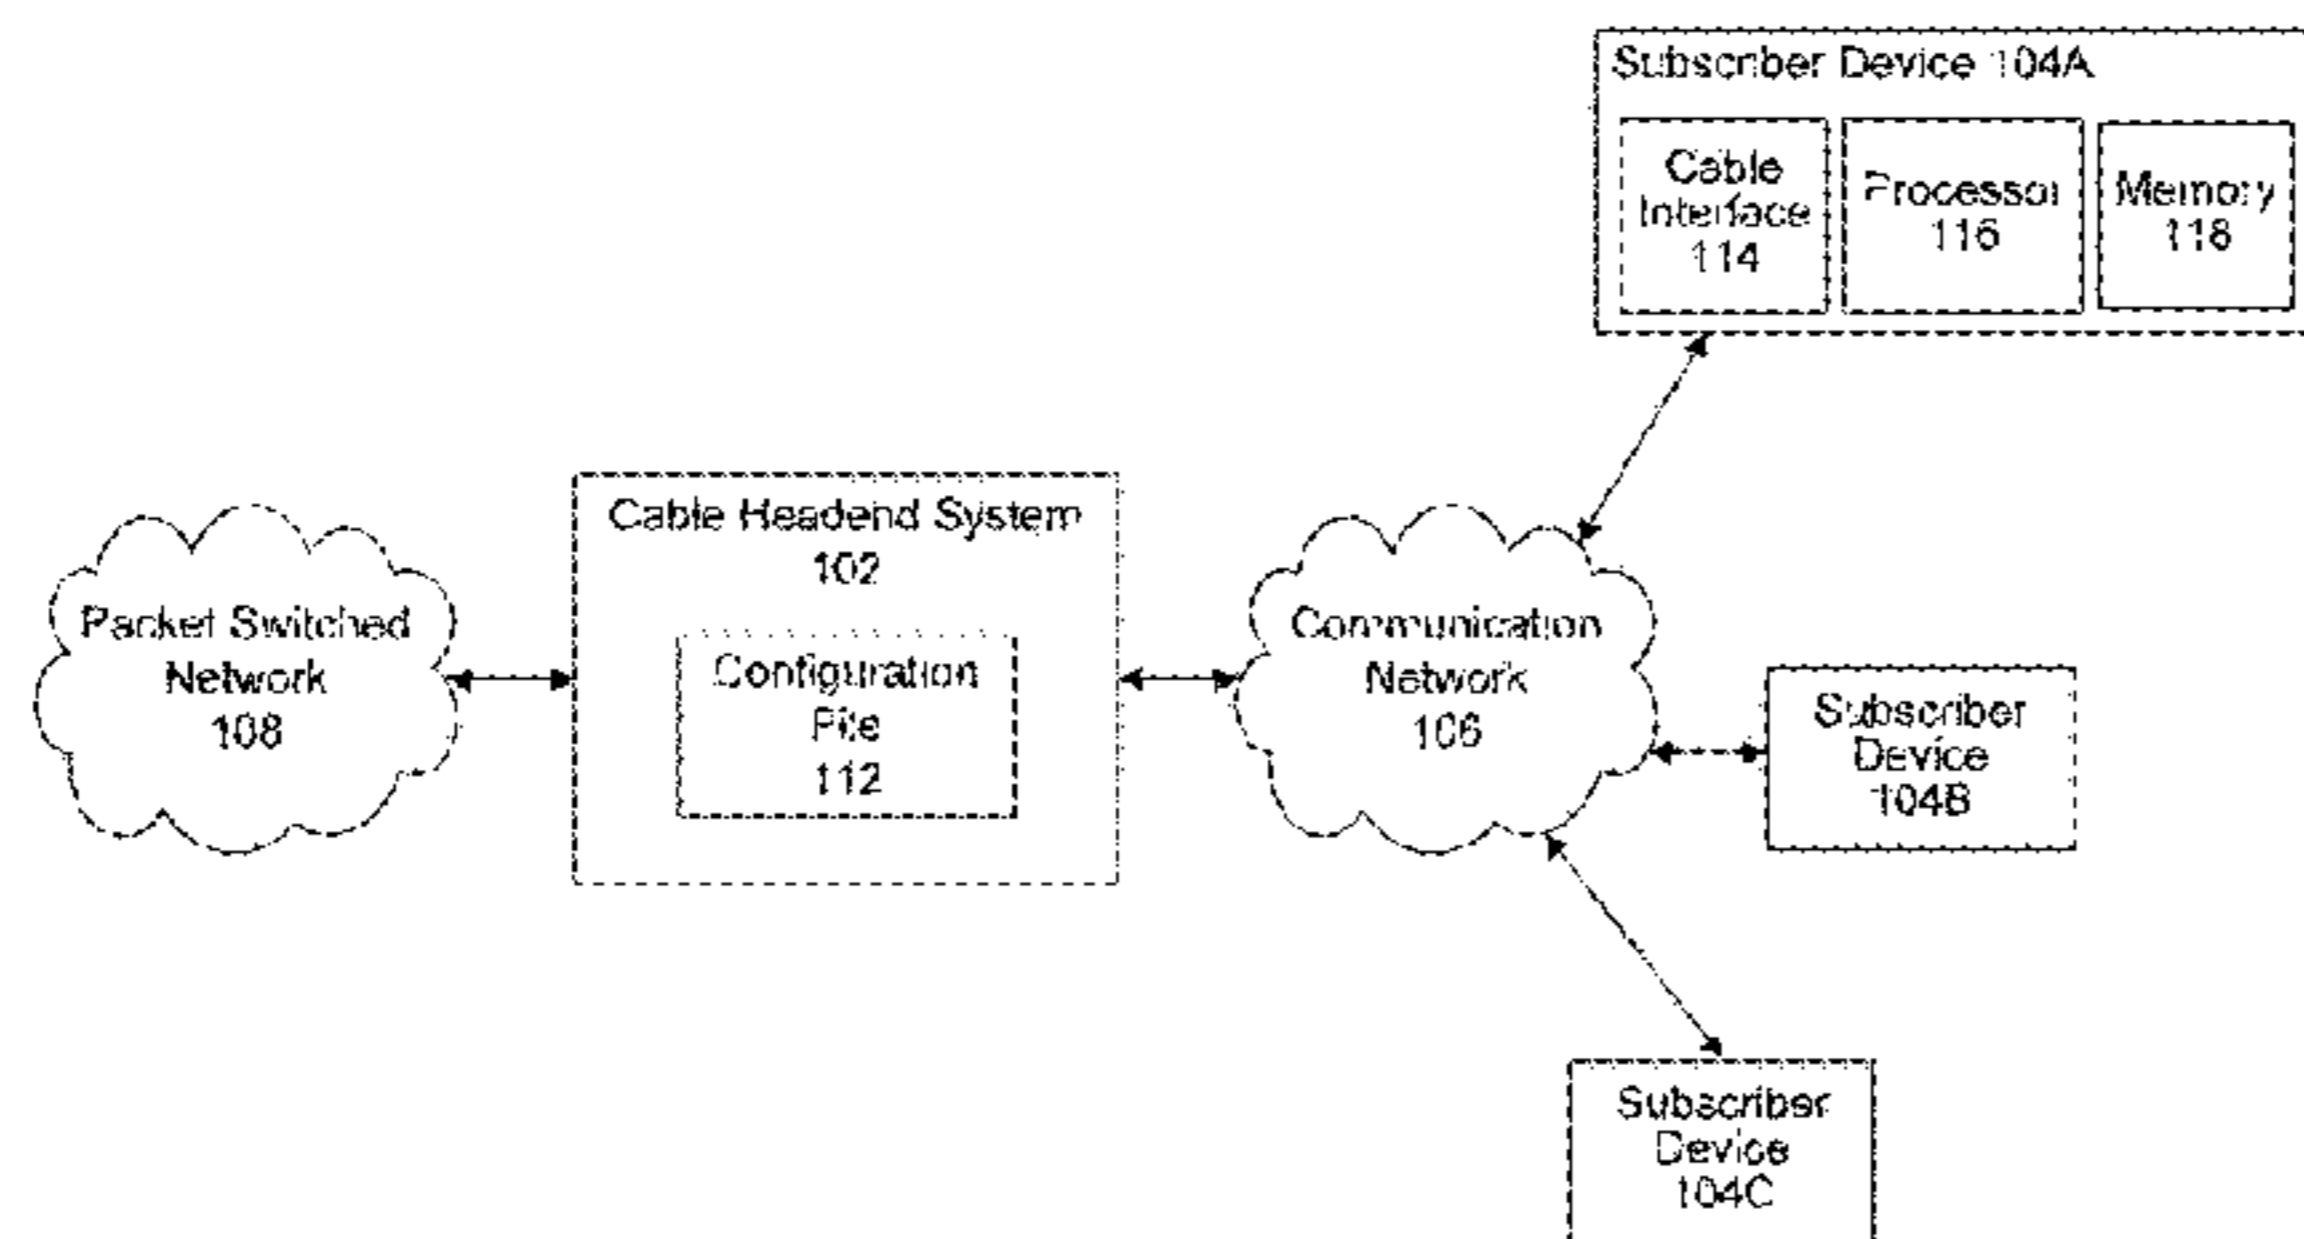 Subscriber Device 104A
Cable
Interface
114
Processor
116
Memory
118
Cable Headend System
102
Configuration
File
112
Packet Switched
Network
108
Communication
Network
106
Subscriber
Device
104B
Subscriber
Device
104C